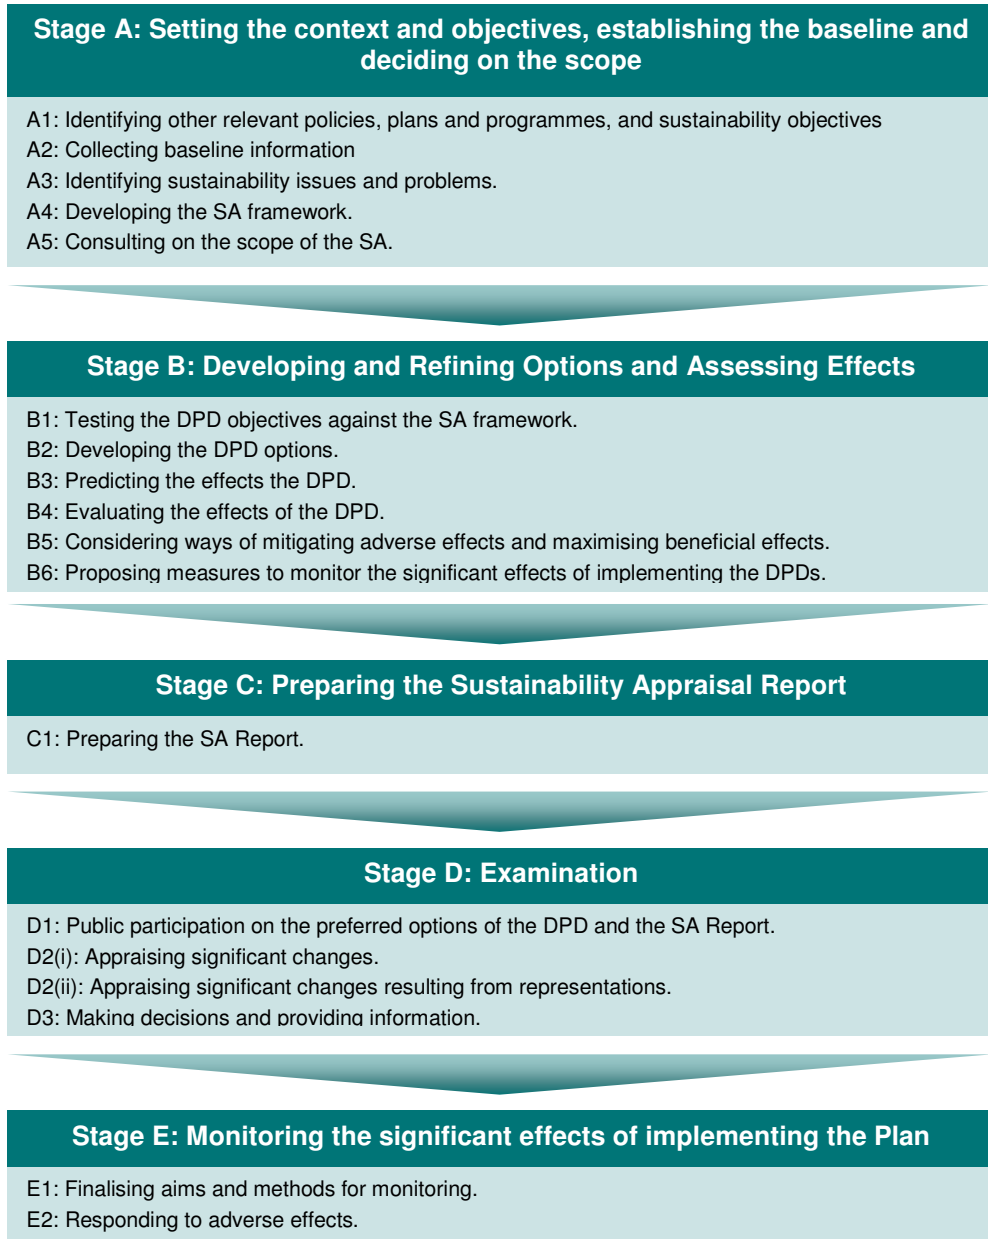 Stage A: Setting the context and objectives, establishing the baseline and
deciding on the scope
A1: Identifying other relevant policies, plans and programmes, and sustainability objectives
A2: Collecting baseline information
A3: Identifying sustainability issues and problems.
A4: Developing the SA framework.
A5: Consulting on the scope of the SA.
Stage B: Developing and Refining Options and Assessing Effects
B1: Testing the DPD objectives against the SA framework.
B2: Developing the DPD options.
B3: Predicting the effects the DPD.
B4: Evaluating the effects of the DPD.
B5: Considering ways of mitigating adverse effects and maximising beneficial effects.
B6: Proposing measures to monitor the significant effects of implementing the DPDs.
Stage C: Preparing the Sustainability Appraisal Report
C1: Preparing the SA Report.
Stage D: Examination
D1: Public participation on the preferred options of the DPD and the SA Report.
D2(i): Appraising significant changes.
D2(ii): Appraising significant changes resulting from representations.
D3: Making decisions and providing information.
Stage E: Monitoring the significant effects of implementing the Plan
E1: Finalising aims and methods for monitoring.
E2: Responding to adverse effects.